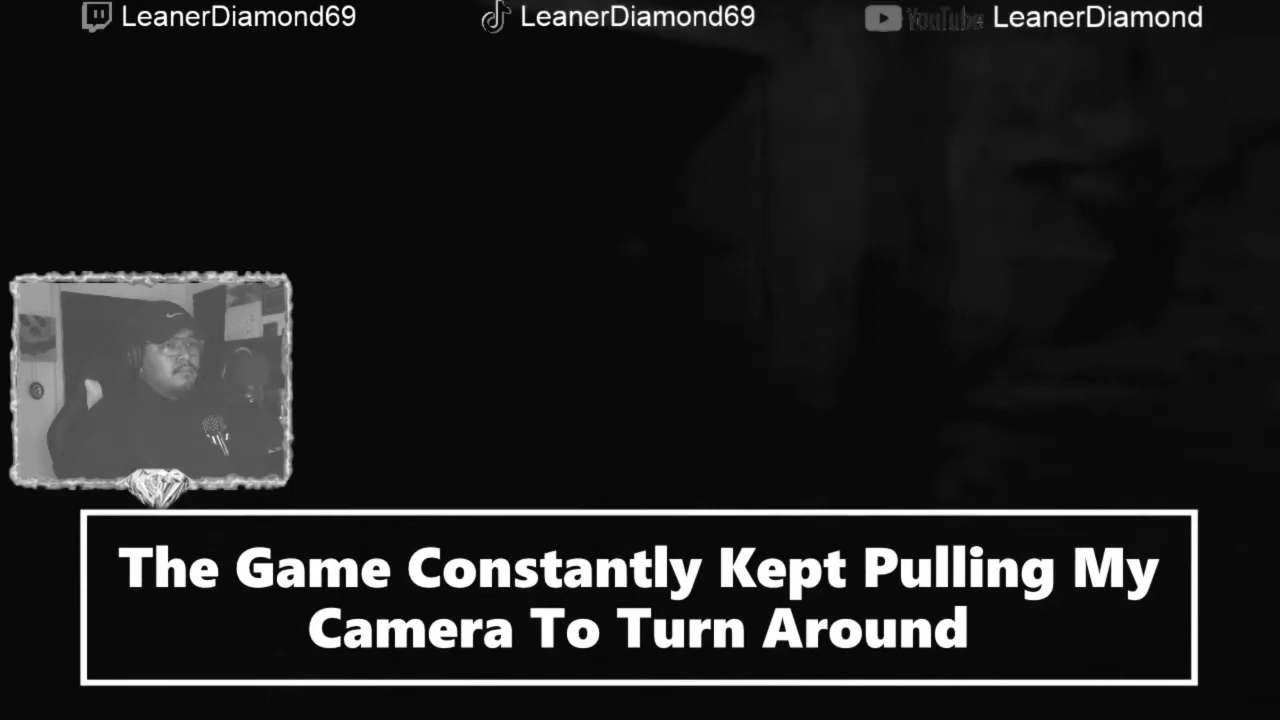 LeanerDiamond69 LeanerDiamond69 YouTube LeanerDiamond
The Game Constantly Kept Pulling My
Camera To Turn Around